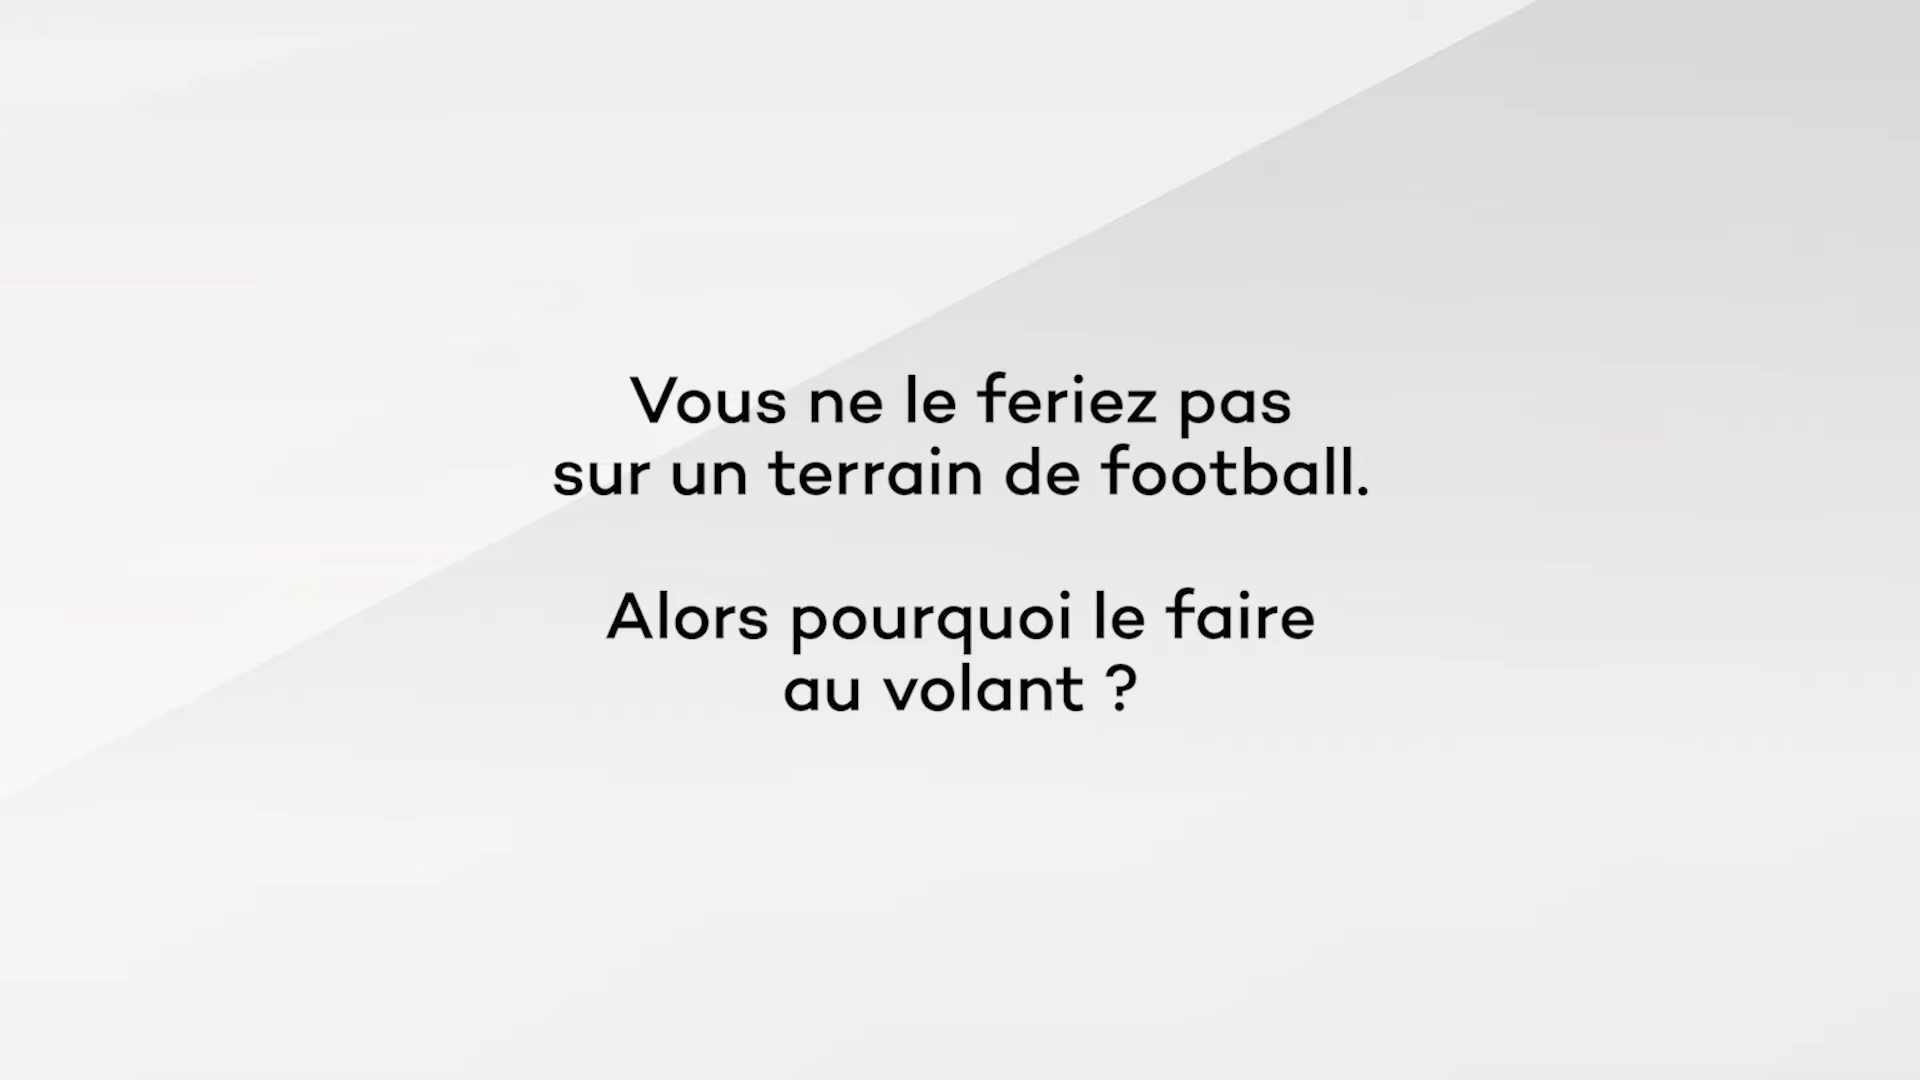 Vous ne le feriez pas
sur un terrain de football.
Alors pourquoi le faire
au volant ?